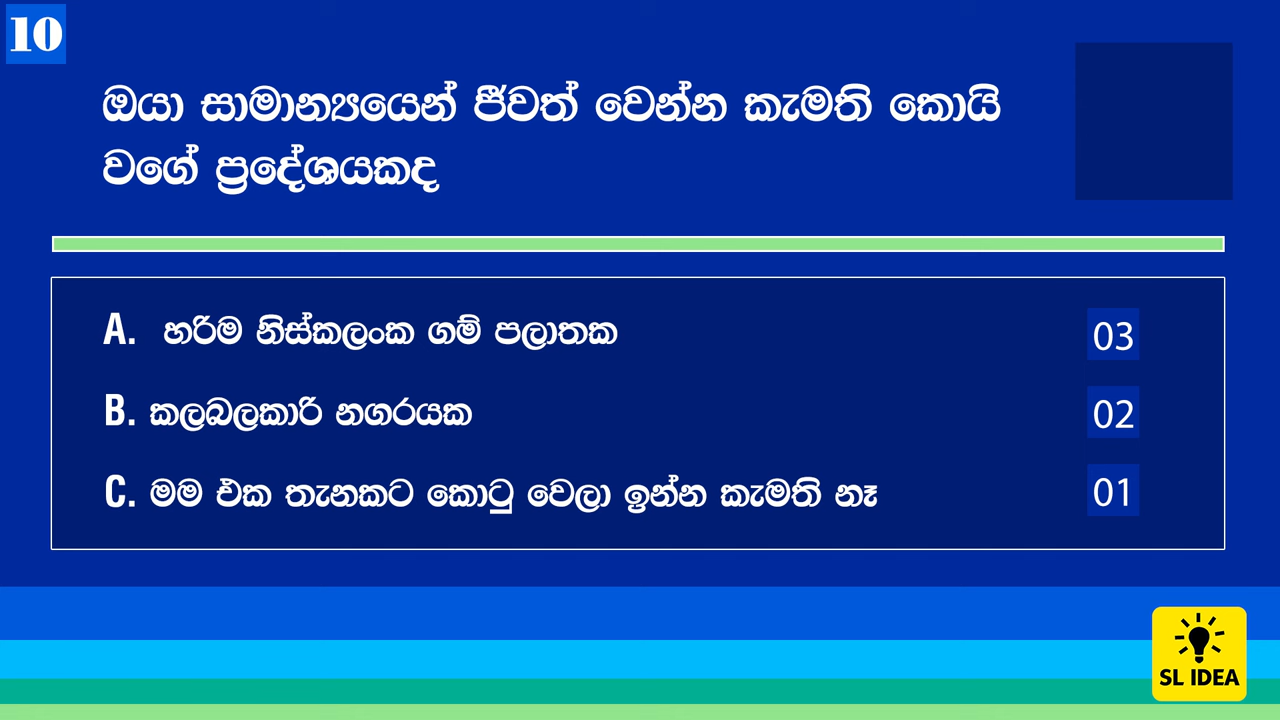 10
ඔයා සාමාන්‍යයෙන් ජීවත් වෙන්න කැමති කොයි
වගේ ප්‍රදේශයකද
A. හරිම නිස්කලංක ගම් පලාතක 03
B. කලබලකාරි නගරයක 02
C. මම එක තැනකට කොටු වෙලා ඉන්න කැමති නෑ 01
SL IDEA